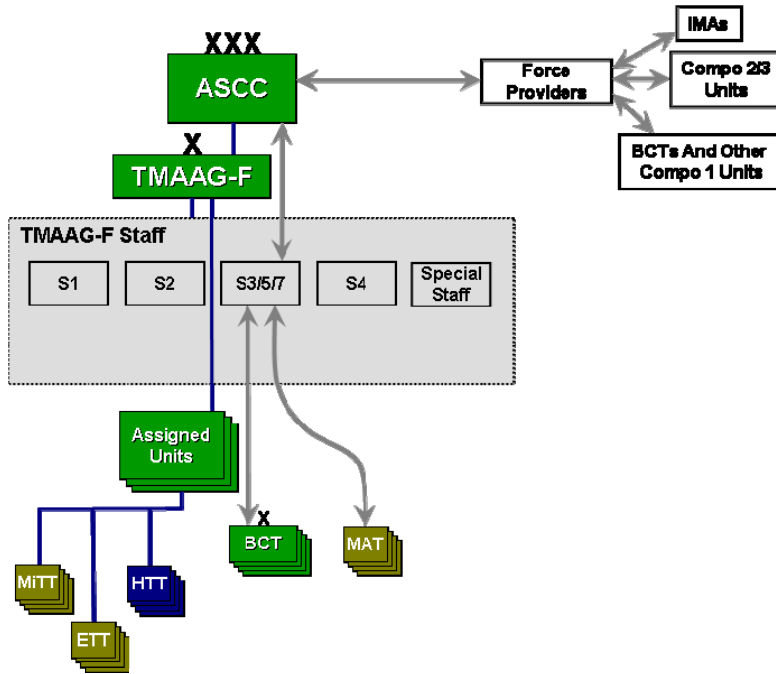 XXX
ASCC
IMAs
Force
Providers
Compo 2/3
Units
BCTs And Other
Compo 1 Units
X
TMAAG-F
TMAAG-F Staff
S1
S2
S3/5/7
S4
Special
Staff
Assigned
Units
X
BCT
MAT
MiTT
HTT
ETT